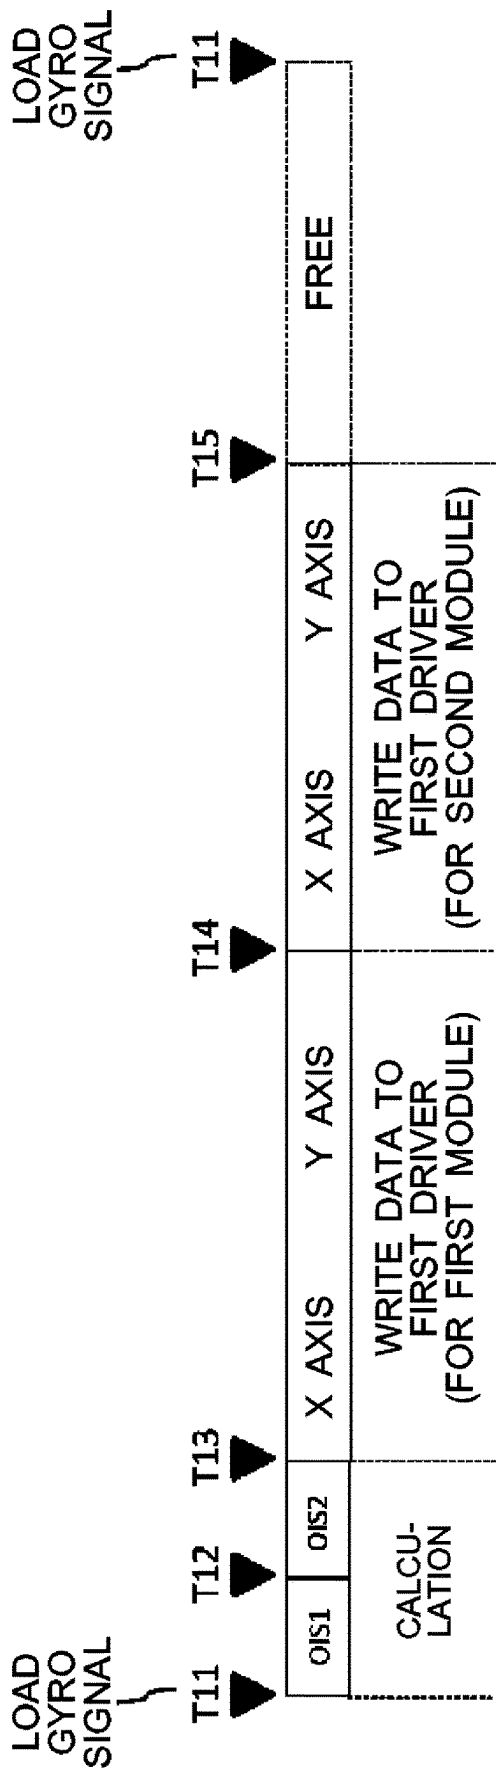 LOAD
GYRO
SIGNAL
LOAD
GYRO
SIGNAL
T11
T12
T13
T14
T15
T11
OIS1
OIS2
X AXIS
Y AXIS
X AXIS
Y AXIS
FREE
CALCU-
LATION
WRITE DATA TO
FIRST DRIVER
(FOR FIRST MODULE)
WRITE DATA TO
FIRST DRIVER
(FOR SECOND MODULE)